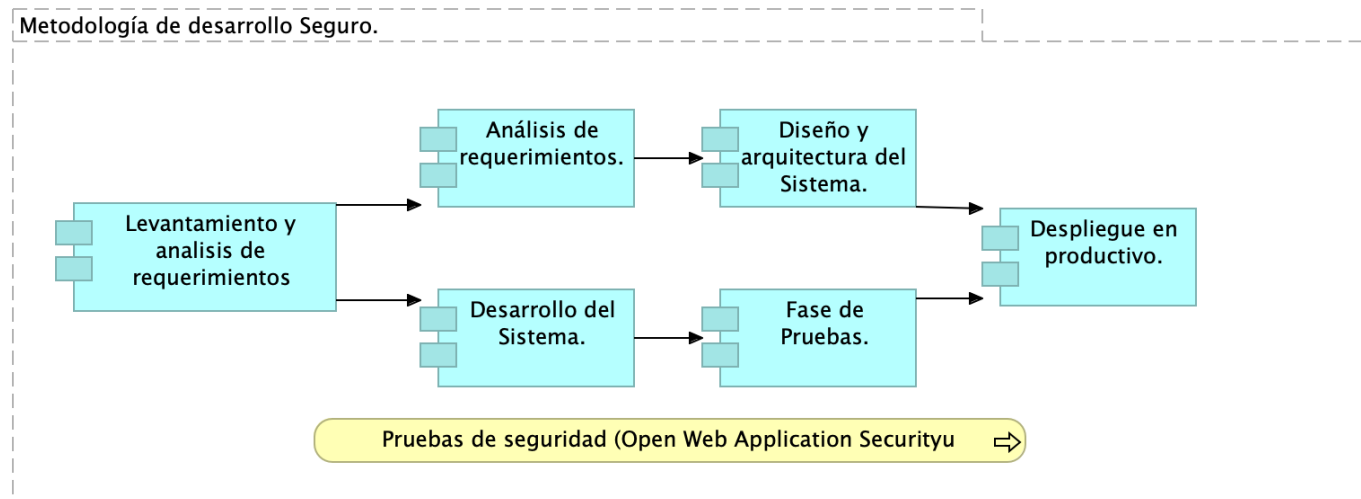 Metodología de desarrollo Seguro.
Análisis de
requerimientos.
Diseño y
arquitectura del
Sistema.
Levantamiento y
analisis de
requerimientos
Despliegue en
productivo.
Desarrollo del
Sistema.
Fase de
Pruebas.
Pruebas de seguridad (Open Web Application Securityu